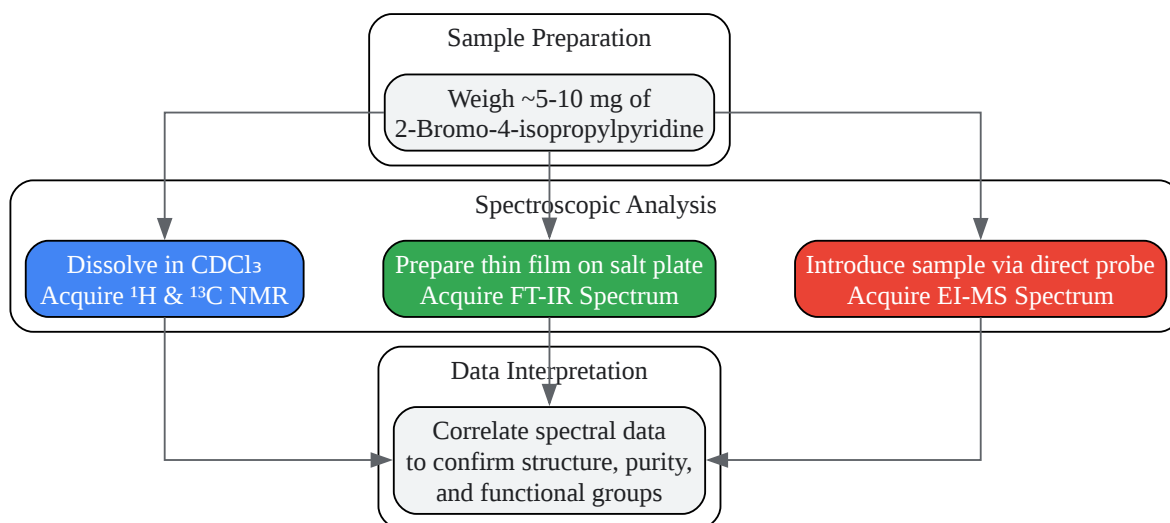 Sample Preparation
Weigh ~5-10 mg of
2-Bromo-4-isopropylpyridine
Spectroscopic Analysis
Dissolve in CDCl₃
Acquire ¹H & ¹³C NMR
Prepare thin film on salt plate
Acquire FT-IR Spectrum
Introduce sample via direct probe
Acquire EI-MS Spectrum
Data Interpretation
Correlate spectral data
to confirm structure, purity,
and functional groups